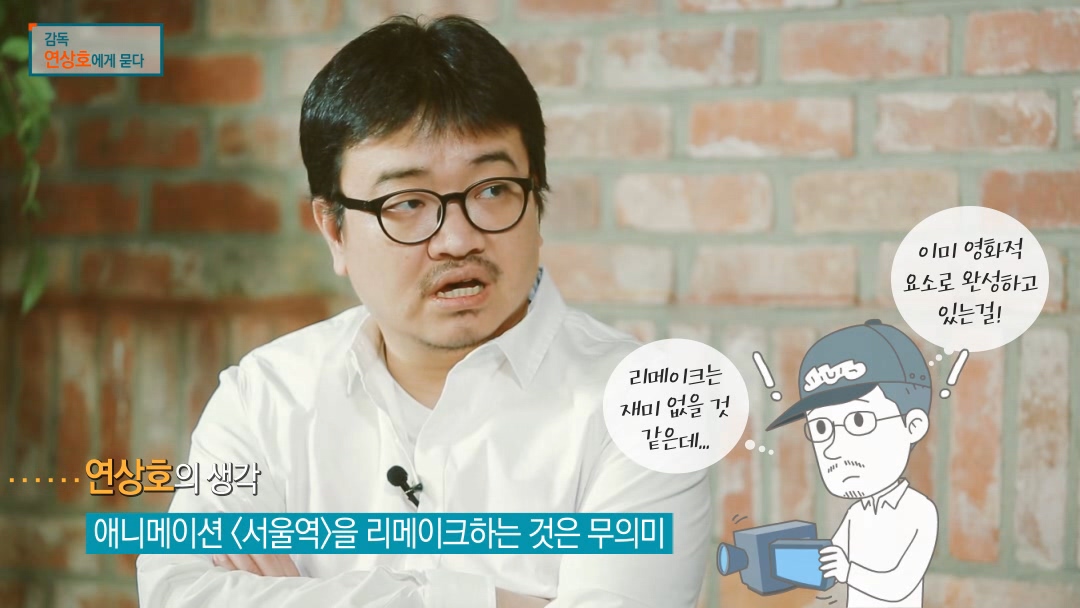 감독
연상호에게 묻다
이미 영화적
요소로 완성하고
있는걸!
리메이크는
재미 없을 것
같은데...
······연상호의 생각
애니메이션 〈서울역〉을 리메이크하는 것은 무의미